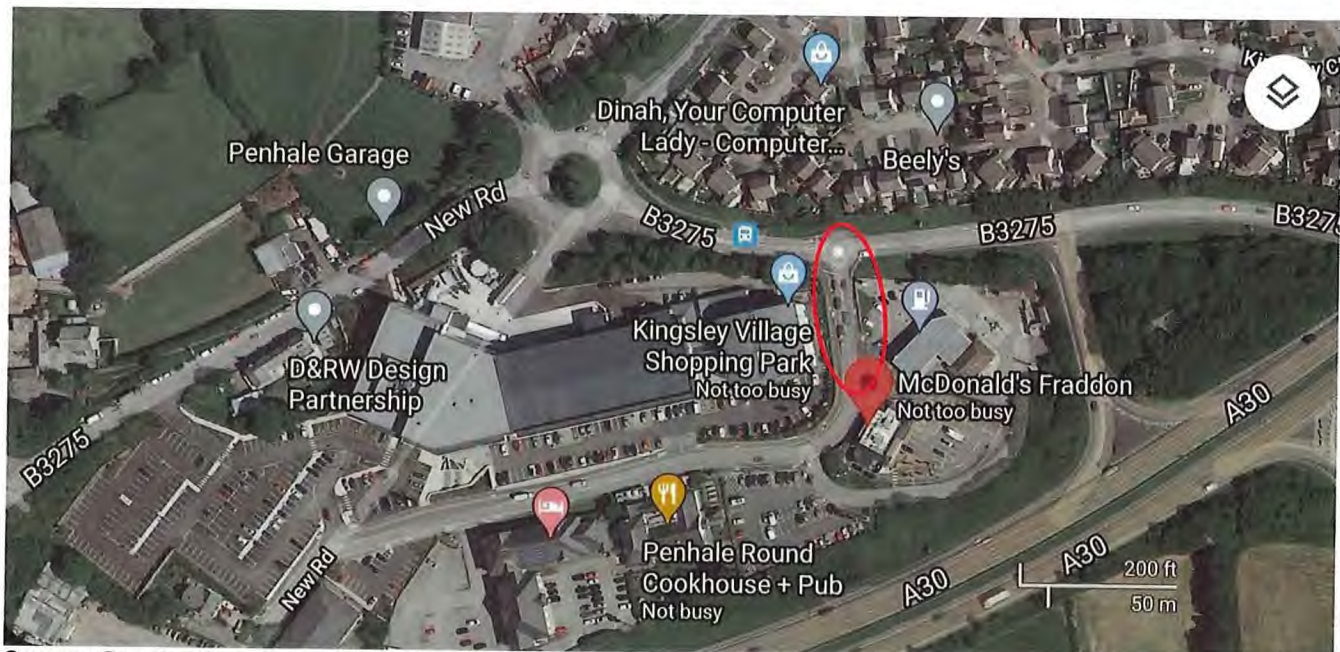 Dinah, Your Computer
Lady - Computer...
Penhale Garage
Beely's
New Rd
B3275
B3275
B3275
Kingsley Village
Shopping Park
Not too busy
McDonald's Fraddon
Not too busy
D&RW Design
Partnership
A30
B3275
Penhale Round
Cookhouse + Pub
Not busy
New Rd
A30
A30
200 ft
50 m